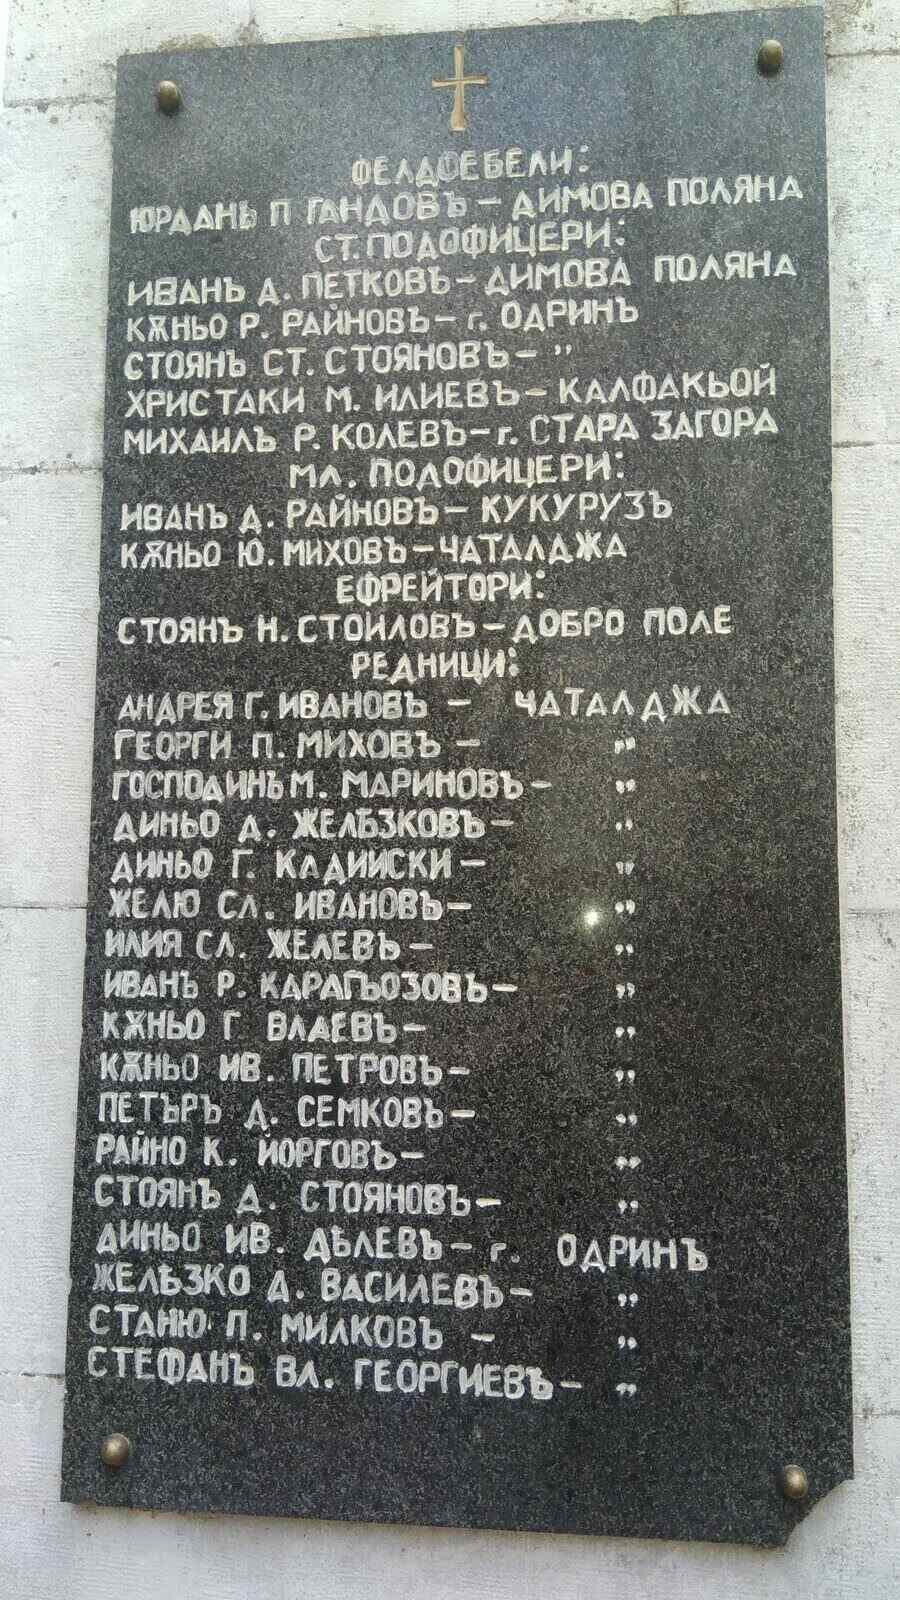 ФЕЛДФЕБЕЛИ:
ЮРДАНЬ П ГАНДОВЪ – ДИМОВА ПОЛЯНА
СТ. ПОДОФИЦЕРИ:
ИВАНЪ Д. ПЕТКОВЪ – ДИМОВА ПОЛЯНА
КѪНЬО Р. РАЙНОВЪ – г. ОДРИНЪ
СТОЯНЪ СТ. СТОЯНОВЪ – "
ХРИСТАКИ М. ИЛИЕВЪ – КАЛФАКЬОЙ
МИХАИЛЪ Р. КОЛЕВЪ – г. СТАРА ЗАГОРА
МЛ. ПОДОФИЦЕРИ:
ИВАНЪ Д. РАЙНОВЪ – КУКУРУЗЪ
КѪНЬО Ю. МИХОВЪ – ЧАТАЛДЖА
ЕФРЕЙТОРИ:
СТОЯНЪ Н. СТОИЛОВЪ – ДОБРО ПОЛЕ
РЕДНИЦИ:
АНДРЕЯ Г. ИВАНОВЪ – ЧАТАЛДЖА
ГЕОРГИ П. МИХОВЪ – "
ГОСПОДИНЪ М. МАРИНОВЪ – "
ДИНЬО Д. ЖЕЛѢЗКОВЪ – "
ДИНЬО Г. КАДИИСКИ – "
ЖЕЛЮ СЛ. ИВАНОВЪ – "
ИЛИЯ СЛ. ЖЕЛЕВЪ – "
ИВАНЪ Р. КАРАГЬОЗОВЪ – "
КѪНЬО Г ВЛАЕВЪ – "
КѪНЬО ИВ. ПЕТРОВЪ – "
ПЕТЪРЪ Д. СЕМКОВЪ – "
РАЙНО К. ЙОРГОВЪ – "
СТОЯНЪ Д. СТОЯНОВЪ – "
ДИНЬО ИВ. ДѢЛЕВЪ – г. ОДРИНЪ
ЖЕЛѢЗКО Д. ВАСИЛЕВЪ – "
СТАНЮ П. МИЛКОВЪ – "
СТЕФАНЪ ВЛ. ГЕОРГИЕВЪ – "